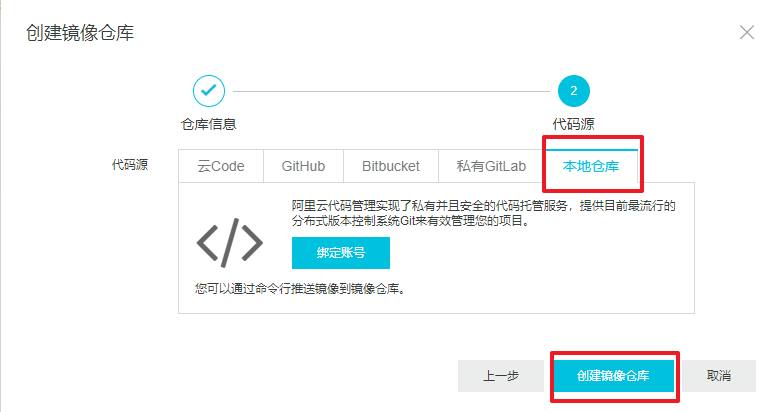 创建镜像仓库
2
仓库信息
代码源
代码源
云Code
GitHub
Bitbucket
私有GitLab
本地仓库
阿里云代码管理实现了私有并且安全的代码托管服务，提供目前最流行的
分布式版本控制系统Git来有效管理您的项目。
绑定账号
您可以通过命令行推送镜像到镜像仓库。
上一步
创建镜像仓库
取消